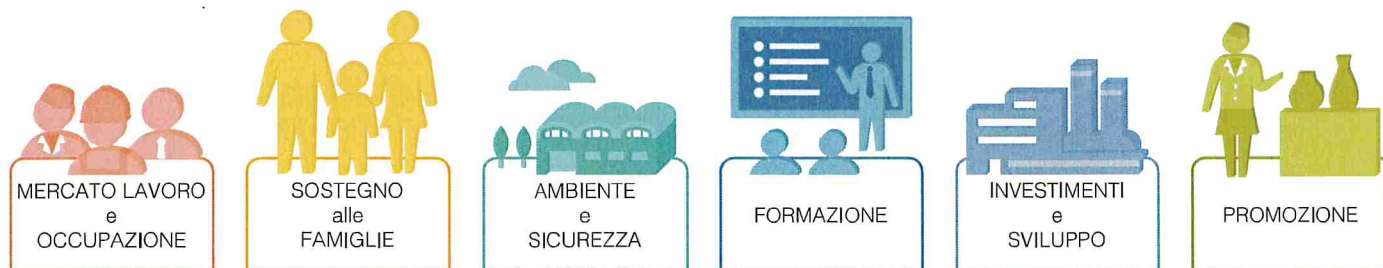 MERCATO LAVORO
e
OCCUPAZIONE
SOSTEGNO
alle
FAMIGLIE
AMBIENTE
e
SICUREZZA
FORMAZIONE
INVESTIMENTI
e
SVILUPPO
PROMOZIONE